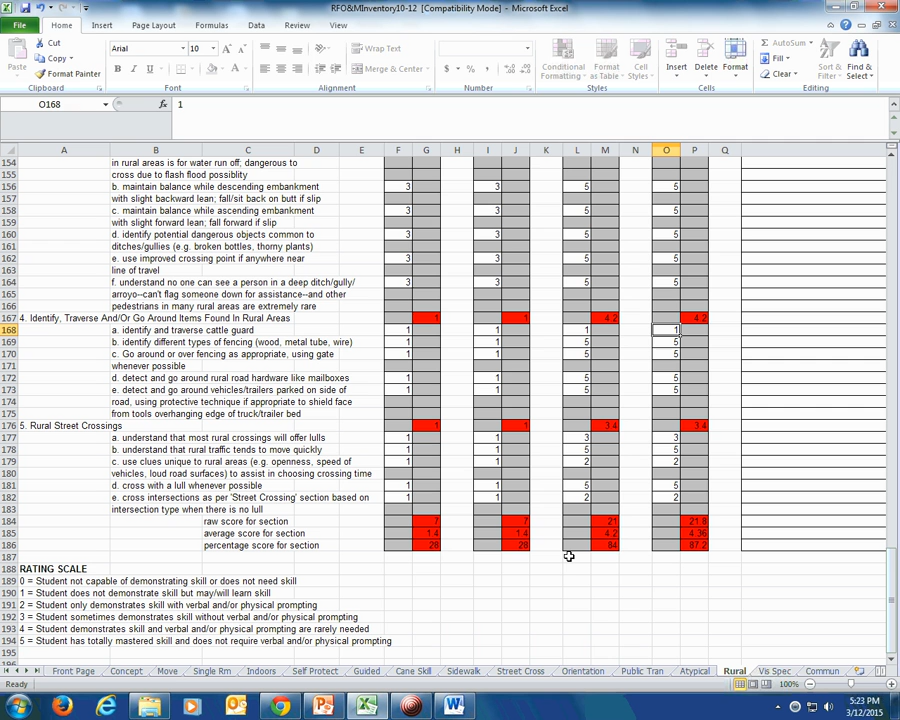 RFO&MInventory10-12 [Compatibility Mode] - Microsoft Excel
File Home Insert Page Layout Formulas Data Review View
Cut
Copy
Format Painter
Paste
Arial 10
Wrap Text
Merge & Center
Conditional Formatting
Format as Table
Cell Styles
Insert Delete Format
AutoSum
Fill
Clear
Sort & Filter
Find & Select
Clipboard Font Alignment Number Styles Cells Editing
O168 fx 1
A B C D E F G H I J K L M N O P Q
154 in rural areas is for water run off; dangerous to
155 cross due to flash flood possiblity
156 b. maintain balance while descending embankment 3 3 5 5
157 with slight backward lean; fall/sit back on butt if slip
158 c. maintain balance while ascending embankment 3 3 5 5
159 with slight forward lean; fall forward if slip
160 d. identify potential dangerous objects common to 3 3 5 5
161 ditches/gullies (e.g. broken bottles, thorny plants)
162 e. use improved crossing point if anywhere near 3 3 5 5
163 line of travel
164 f. understand no one can see a person in a deep ditch/gully/ 3 3 5 5
165 arroyo--can't flag someone down for assistance--and other
166 pedestrians in many rural areas are extremely rare
167 4. Identify, Traverse And/Or Go Around Items Found In Rural Areas 1 1 4.2 4.2
168 a. identify and traverse cattle guard 1 1 1 1
169 b. identify different types of fencing (wood, metal tube, wire) 1 1 5 5
170 c. Go around or over fencing as appropriate, using gate 1 1 5 5
171 whenever possible
172 d. detect and go around rural road hardware like mailboxes 1 1 5 5
173 e. detect and go around vehicles/trailers parked on side of 1 1 5 5
174 road, using protective technique if appropriate to shield face
175 from tools overhanging edge of truck/trailer bed
176 5. Rural Street Crossings 1 1 3.4 3.4
177 a. understand that most rural crossings will offer lulls 1 1 3 3
178 b. understand that rural traffic tends to move quickly 1 1 5 5
179 c. use clues unique to rural areas (e.g. openness, speed of 1 1 2 2
180 vehicles, loud road surfaces) to assist in choosing crossing time
181 d. cross with a lull whenever possible 1 1 5 5
182 e. cross intersections as per 'Street Crossing' section based on 1 1 2 2
183 intersection type when there is no lull
184 raw score for section 7 7 21 21.8
185 average score for section 1.4 1.4 4.2 4.36
186 percentage score for section 28 28 84 87.2
187
188 RATING SCALE
189 0 = Student not capable of demonstrating skill or does not need skill
190 1 = Student does not demonstrate skill but may/will learn skill
191 2 = Student only demonstrates skill with verbal and/or physical prompting
192 3 = Student sometimes demonstrates skill without verbal and/or physical prompting
193 4 = Student demonstrates skill and verbal and/or physical prompting are rarely needed
194 5 = Student has totally mastered skill and does not require verbal and/or physical prompting
195
Front Page Concept Move Single Rm Indoors Self Protect Guided Cane Skill Sidewalk Street Cross Orientation Public Tran Atypical Rural Vis Spec Commun
Ready 100%
5:23 PM
3/12/2015